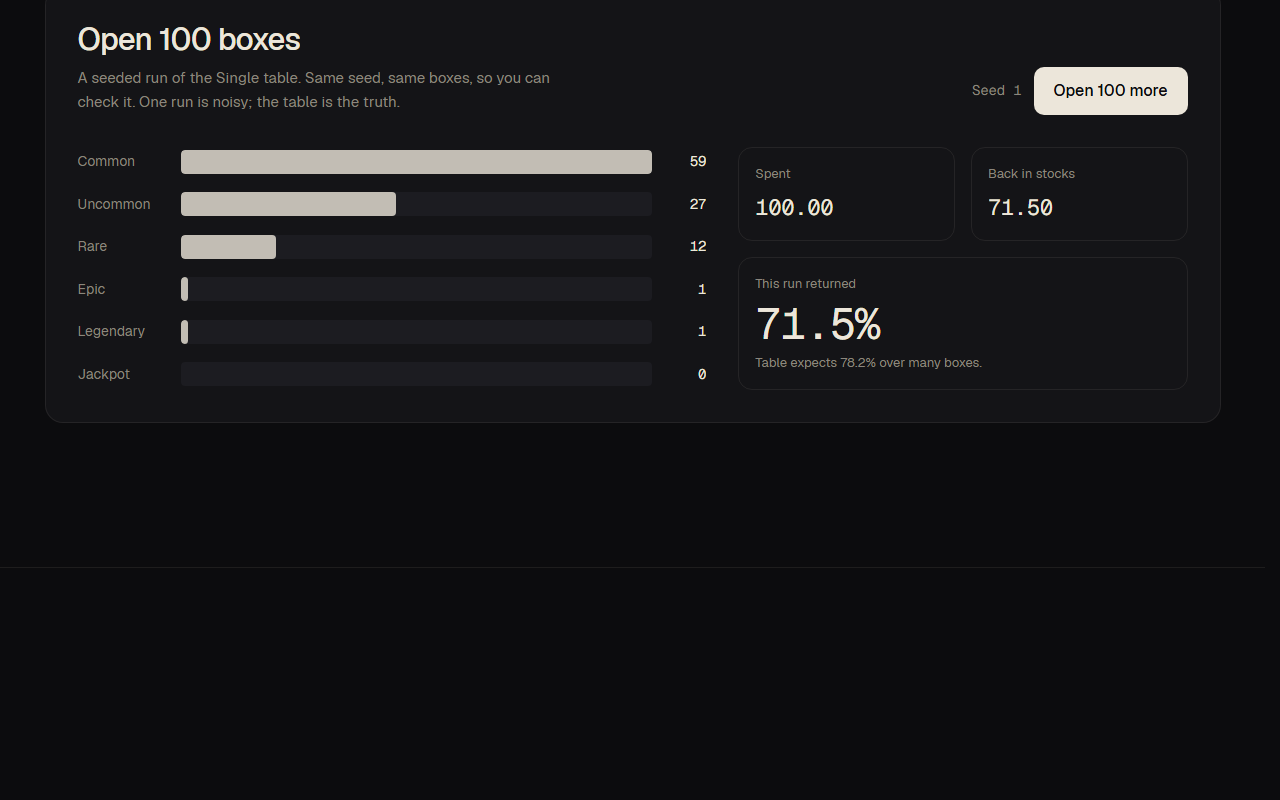 Open 100 boxes
A seeded run of the Single table. Same seed, same boxes, so you can
check it. One run is noisy; the table is the truth.
Seed 1
Open 100 more
Common 59
Uncommon 27
Rare 12
Epic 1
Legendary 1
Jackpot 0
Spent
100.00
Back in stocks
71.50
This run returned
71.5%
Table expects 78.2% over many boxes.